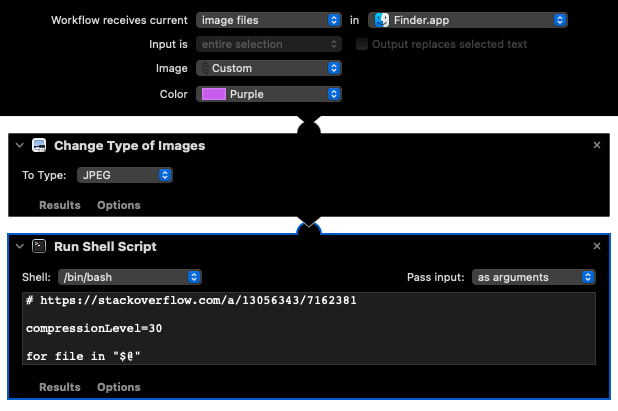 Workflow receives current image files in Finder.app
Input is entire selection Output replaces selected text
Image Custom
Color Purple
Change Type of Images
To Type: JPEG
Results Options
Run Shell Script
Shell: /bin/bash Pass input: as arguments
# https://stackoverflow.com/a/13056343/7162381
compressionLevel=30
for file in "$@"
Results Options